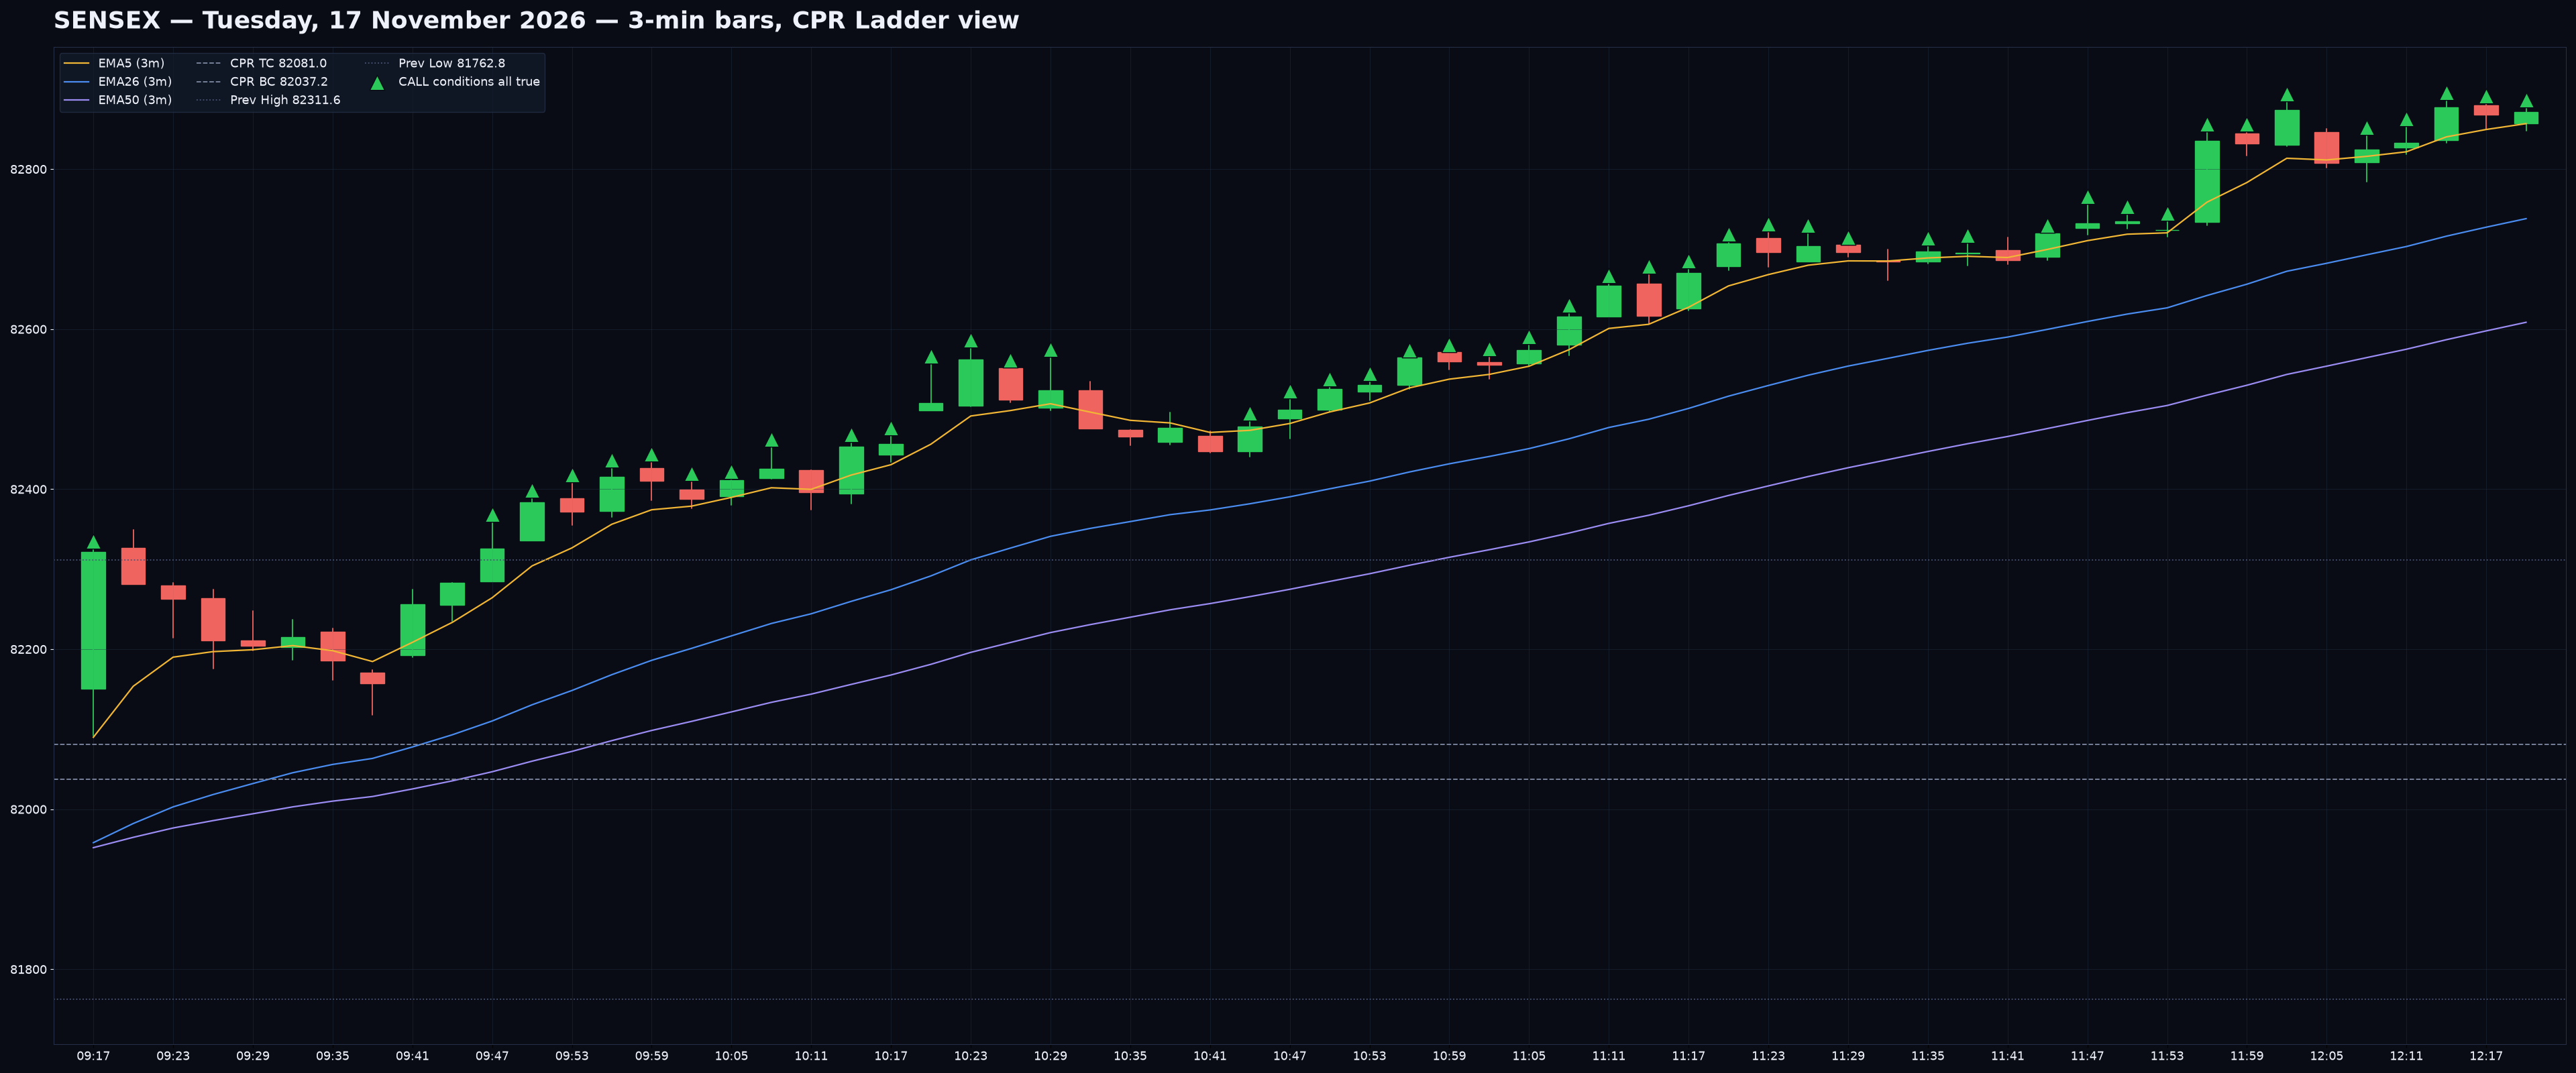 SENSEX — Tuesday, 17 November 2026 — 3-min bars, CPR Ladder view
EMA5 (3m)
EMA26 (3m)
EMA50 (3m)
CPR TC 82081.0
CPR BC 82037.2
Prev High 82311.6
Prev Low 81762.8
CALL conditions all true
82800
82600
82400
82200
82000
81800
09:17 09:23 09:29 09:35 09:41 09:47 09:53 09:59 10:05 10:11 10:17 10:23 10:29 10:35 10:41 10:47 10:53 10:59 11:05 11:11 11:17 11:23 11:29 11:35 11:41 11:47 11:53 11:59 12:05 12:11 12:17